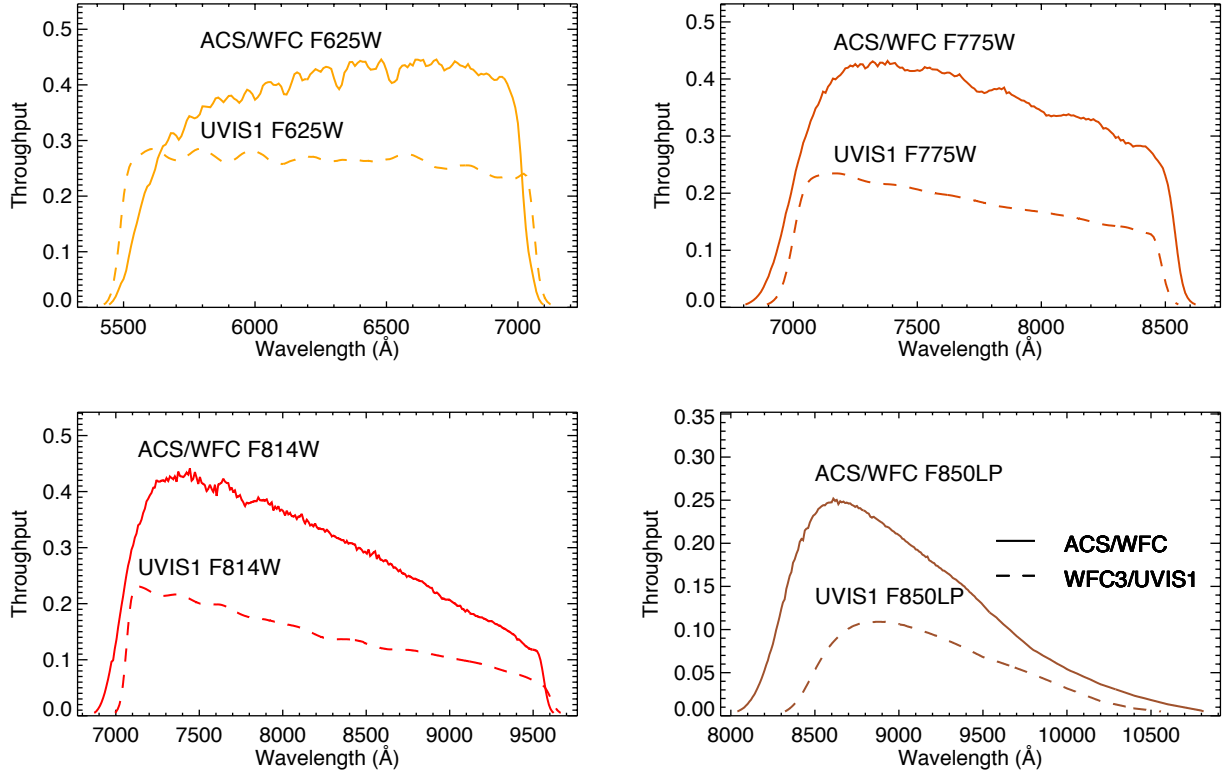 ACS/WFC F625W
UVIS1 F625W
Throughput
0.5
0.4
0.3
0.2
0.1
0.0
5500 6000 6500 7000
Wavelength (Å)
ACS/WFC F775W
UVIS1 F775W
Throughput
0.5
0.4
0.3
0.2
0.1
0.0
7000 7500 8000 8500
Wavelength (Å)
ACS/WFC F814W
UVIS1 F814W
Throughput
0.5
0.4
0.3
0.2
0.1
0.0
7000 7500 8000 8500 9000 9500
Wavelength (Å)
ACS/WFC F850LP
UVIS1 F850LP
ACS/WFC
WFC3/UVIS1
Throughput
0.35
0.30
0.25
0.20
0.15
0.10
0.05
0.00
8000 8500 9000 9500 10000 10500
Wavelength (Å)